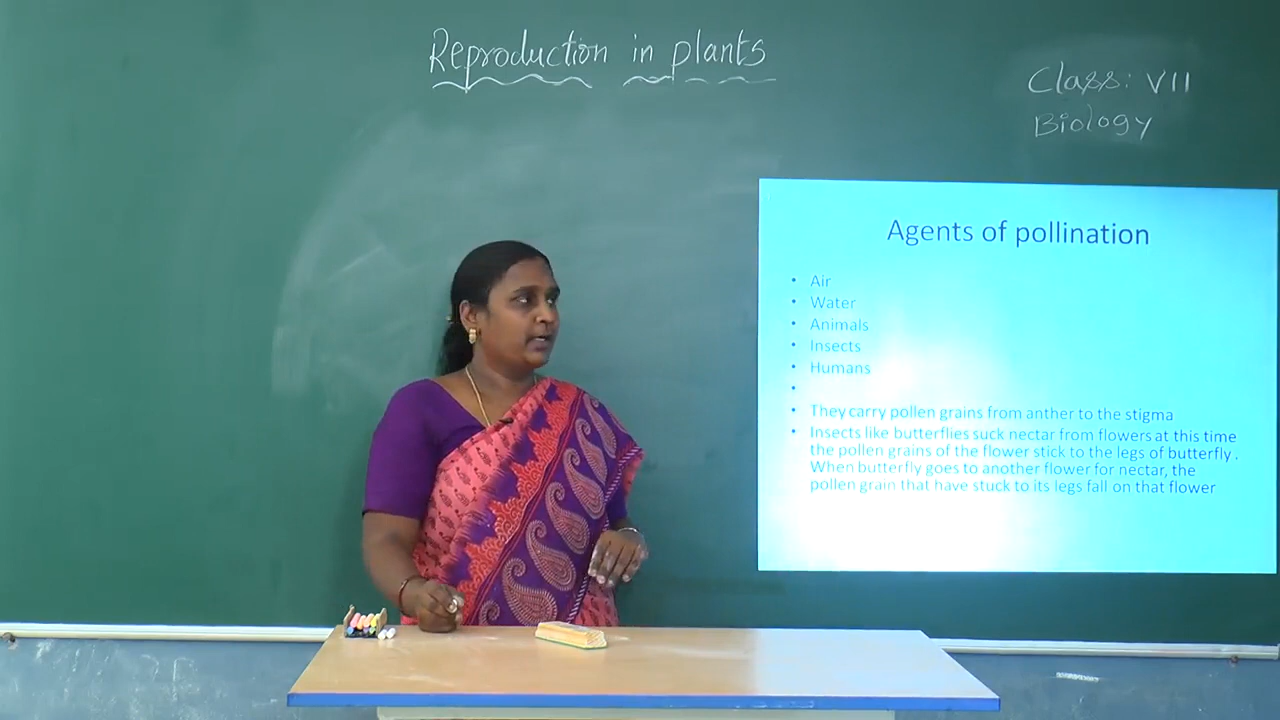 Reproduction in plants
Class: VII
Biology
Agents of pollination
• Air
• Water
• Animals
• Insects
• Humans
•
• They carry pollen grains from anther to the stigma
• Insects like butterflies suck nectar from flowers at this time
the pollen grains of the flower stick to the legs of butterfly .
When butterfly goes to another flower for nectar, the
pollen grain that have stuck to its legs fall on that flower